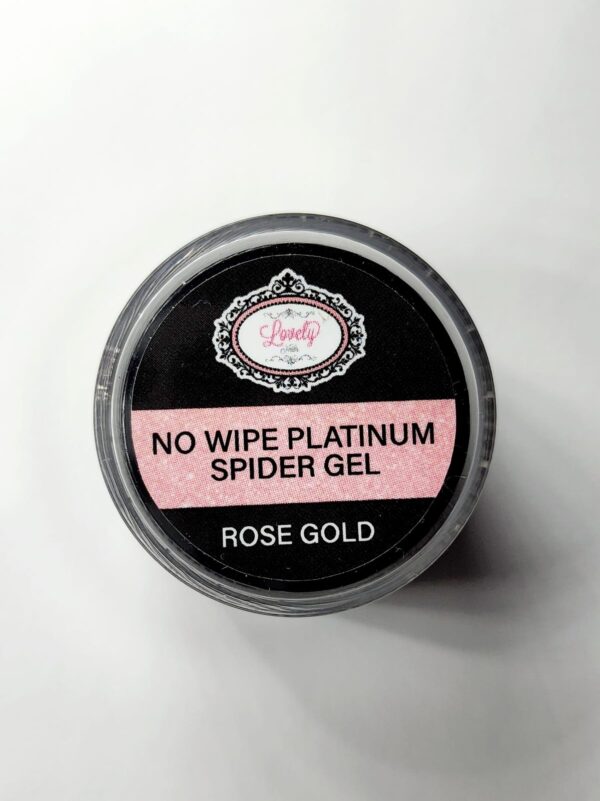 Lovely
NO WIPE PLATINUM
SPIDER GEL
ROSE GOLD